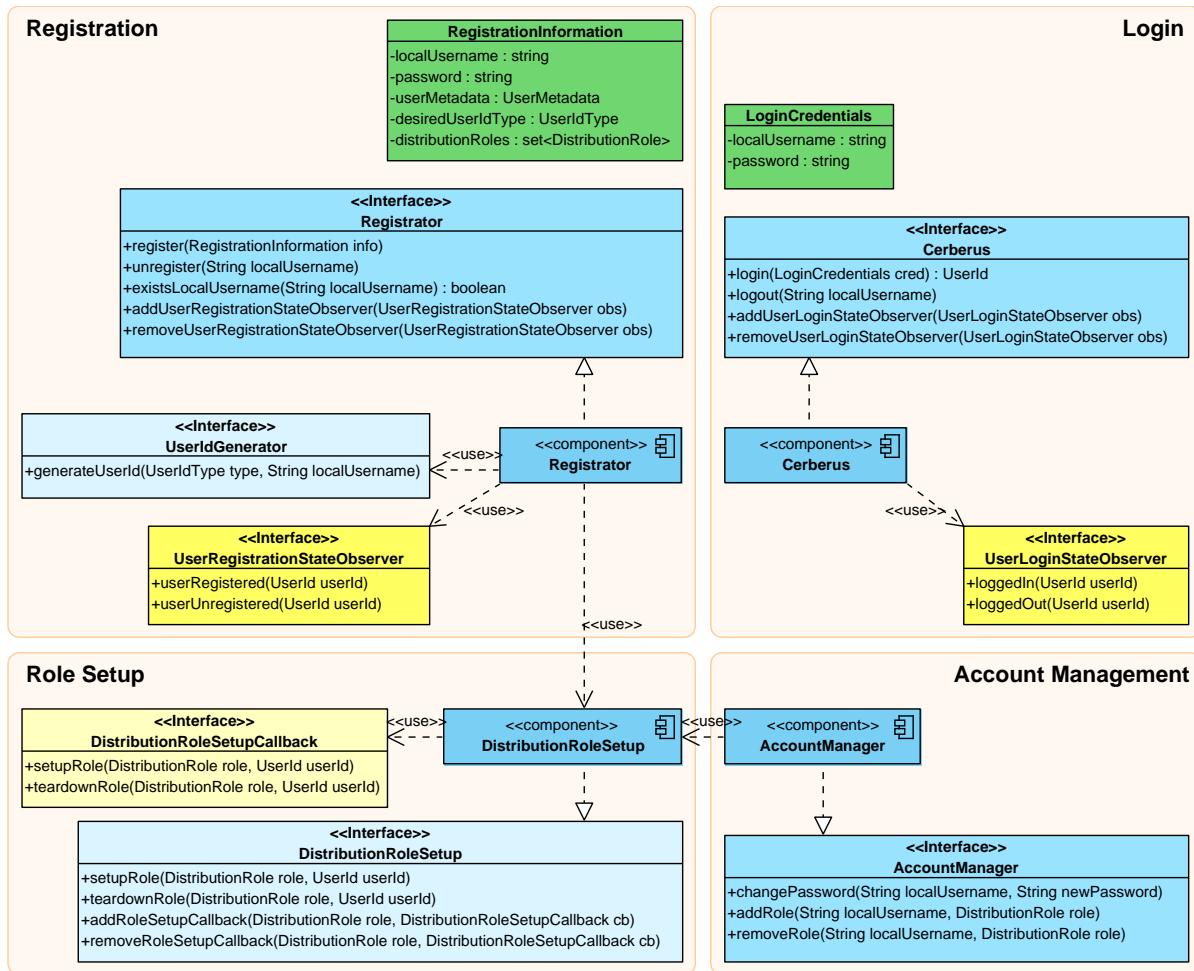 Registration
RegistrationInformation
-localUsername : string
-password : string
-userMetadata : UserMetadata
-desiredUserIdType : UserIdType
-distributionRoles : set<DistributionRole>
<<Interface>>
Registrator
+register(RegistrationInformation info)
+unregister(String localUsername)
+existsLocalUsername(String localUsername) : boolean
+addUserRegistrationStateObserver(UserRegistrationStateObserver obs)
+removeUserRegistrationStateObserver(UserRegistrationStateObserver obs)
<<Interface>>
UserIdGenerator
+generateUserId(UserIdType type, String localUsername)
<<use>>
<<component>>
Registrator
<<use>>
<<Interface>>
UserRegistrationStateObserver
+userRegistered(UserId userId)
+userUnregistered(UserId userId)
<<use>>
Login
LoginCredentials
-localUsername : string
-password : string
<<Interface>>
Cerberus
+login(LoginCredentials cred) : UserId
+logout(String localUsername)
+addUserLoginStateObserver(UserLoginStateObserver obs)
+removeUserLoginStateObserver(UserLoginStateObserver obs)
<<component>>
Cerberus
<<use>>
<<Interface>>
UserLoginStateObserver
+loggedIn(UserId userId)
+loggedOut(UserId userId)
Role Setup
<<Interface>>
DistributionRoleSetupCallback
+setupRole(DistributionRole role, UserId userId)
+teardownRole(DistributionRole role, UserId userId)
<<use>>
<<component>>
DistributionRoleSetup
<<use>>
<<Interface>>
DistributionRoleSetup
+setupRole(DistributionRole role, UserId userId)
+teardownRole(DistributionRole role, UserId userId)
+addRoleSetupCallback(DistributionRole role, DistributionRoleSetupCallback cb)
+removeRoleSetupCallback(DistributionRole role, DistributionRoleSetupCallback cb)
Account Management
<<component>>
AccountManager
<<Interface>>
AccountManager
+changePassword(String localUsername, String newPassword)
+addRole(String localUsername, DistributionRole role)
+removeRole(String localUsername, DistributionRole role)